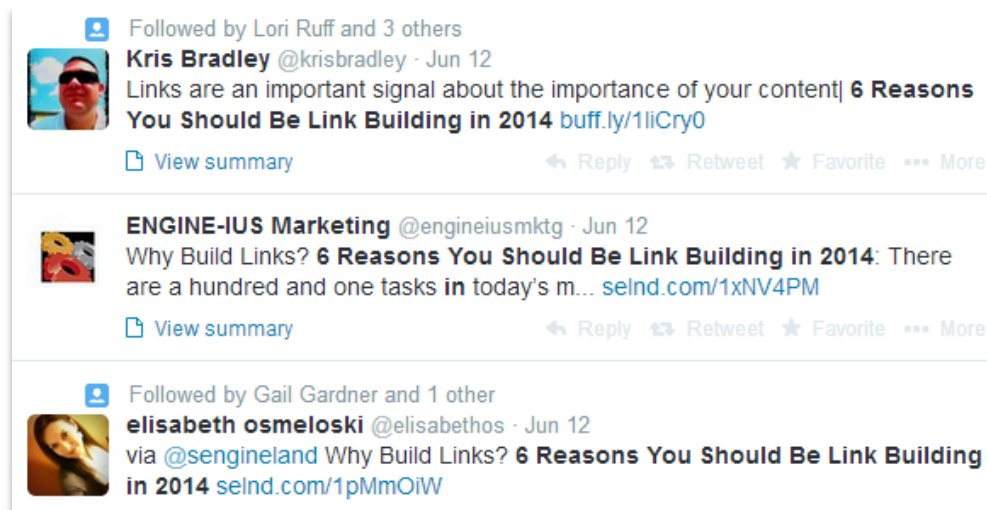 Followed by Lori Ruff and 3 others
Kris Bradley @krisbradley · Jun 12
Links are an important signal about the importance of your content| 6 Reasons
You Should Be Link Building in 2014 buff.ly/1liCry0
View summary Reply Retweet Favorite More
ENGINE-IUS Marketing @engineiusmktg · Jun 12
Why Build Links? 6 Reasons You Should Be Link Building in 2014: There
are a hundred and one tasks in today's m... selnd.com/1xNV4PM
View summary Reply Retweet Favorite More
Followed by Gail Gardner and 1 other
elisabeth osmeloski @elisabethos · Jun 12
via @sengineland Why Build Links? 6 Reasons You Should Be Link Building
in 2014 selnd.com/1pMmOiW